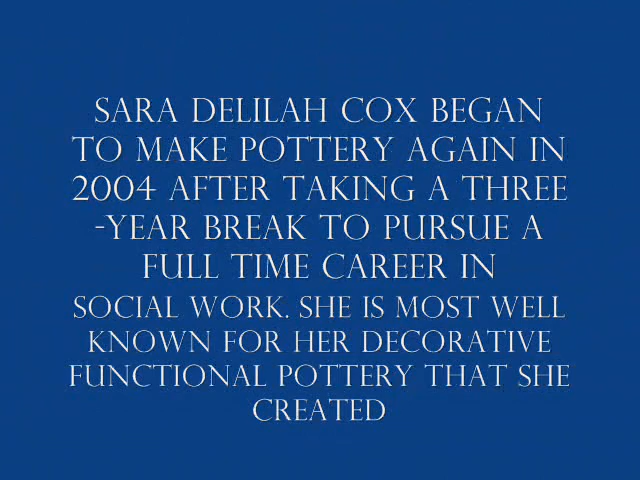 SARA DELILAH COX BEGAN
TO MAKE POTTERY AGAIN IN
2004 AFTER TAKING A THREE
-YEAR BREAK TO PURSUE A
FULL TIME CAREER IN
SOCIAL WORK. SHE IS MOST WELL
KNOWN FOR HER DECORATIVE
FUNCTIONAL POTTERY THAT SHE
CREATED